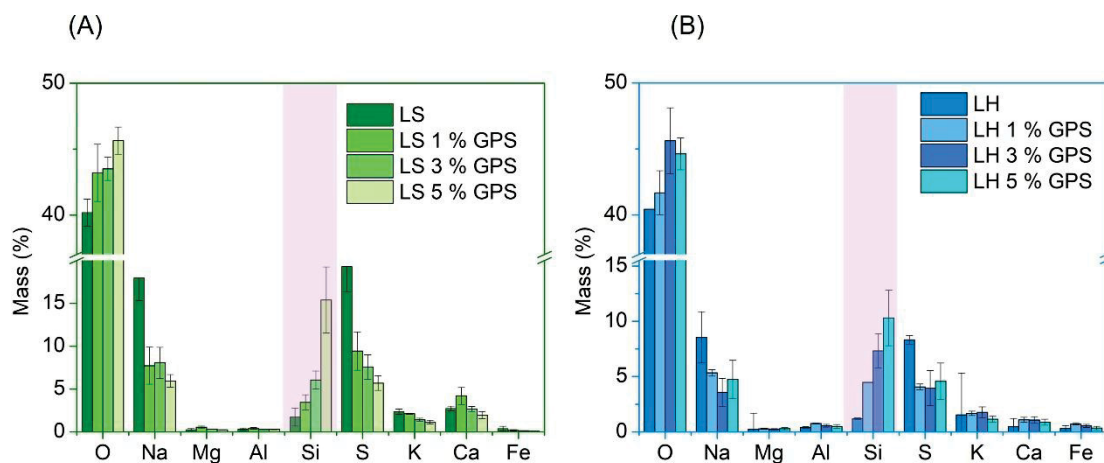 (A)
50
40
15
10
5
0
Mass (%)
LS
LS 1 % GPS
LS 3 % GPS
LS 5 % GPS
O Na Mg Al Si S K Ca Fe
(B)
50
40
15
10
5
0
Mass (%)
LH
LH 1 % GPS
LH 3 % GPS
LH 5 % GPS
O Na Mg Al Si S K Ca Fe